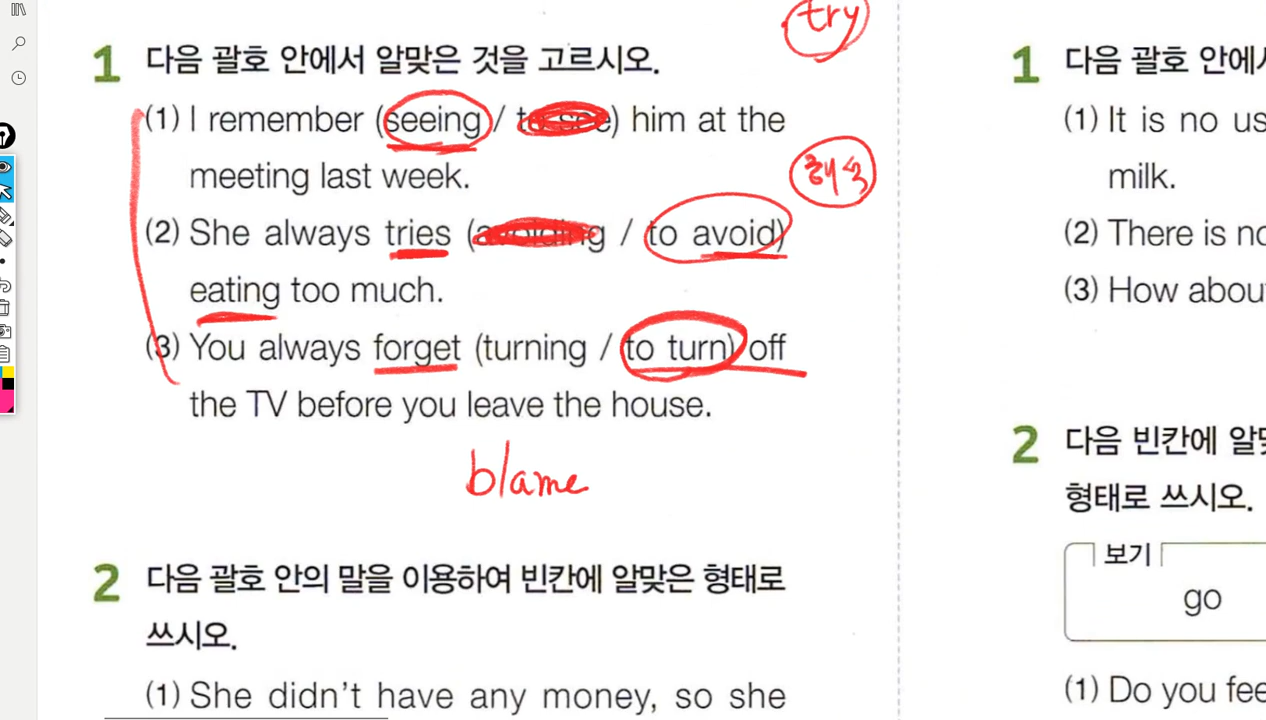 try
1 다음 괄호 안에서 알맞은 것을 고르시오.
(1) I remember (seeing / to see) him at the
meeting last week.
해석
(2) She always tries (avoiding / to avoid)
eating too much.
(3) You always forget (turning / to turn) off
the TV before you leave the house.
blame
2 다음 괄호 안의 말을 이용하여 빈칸에 알맞은 형태로
쓰시오.
(1) She didn't have any money, so she
1 다음 괄호 안에서
(1) It is no us
milk.
(2) There is no
(3) How about
2 다음 빈칸에 알맞
형태로 쓰시오.
보기
go
(1) Do you fee